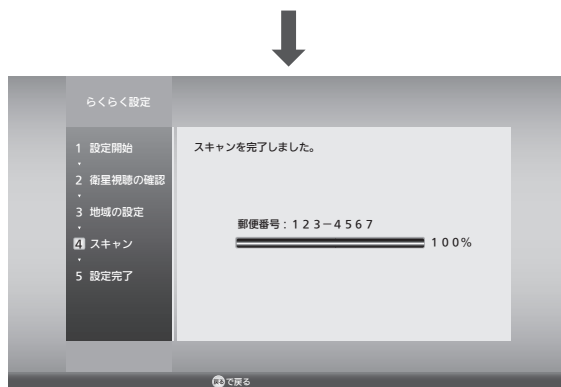 らくらく設定
1 設定開始
2 衛星視聴の確認
3 地域の設定
4 スキャン
5 設定完了
スキャンを完了しました。
郵便番号：１２３－４５６７
１００%
戻るで戻る